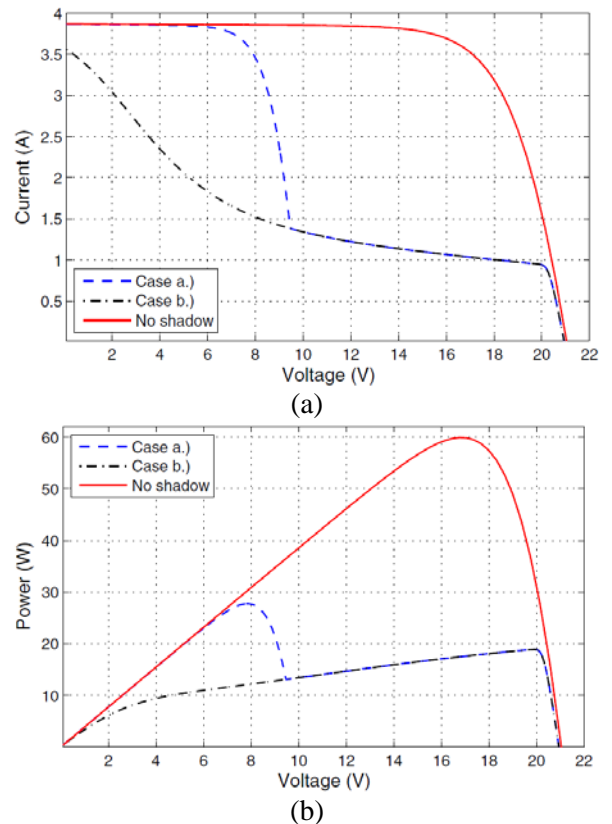 4
3.5
3
2.5
2
1.5
1
0.5
Current (A)
Case a.)
Case b.)
No shadow
2 4 6 8 10 12 14 16 18 20 22
Voltage (V)
(a)
60
50
40
30
20
10
Power (W)
Case a.)
Case b.)
No shadow
2 4 6 8 10 12 14 16 18 20 22
Voltage (V)
(b)